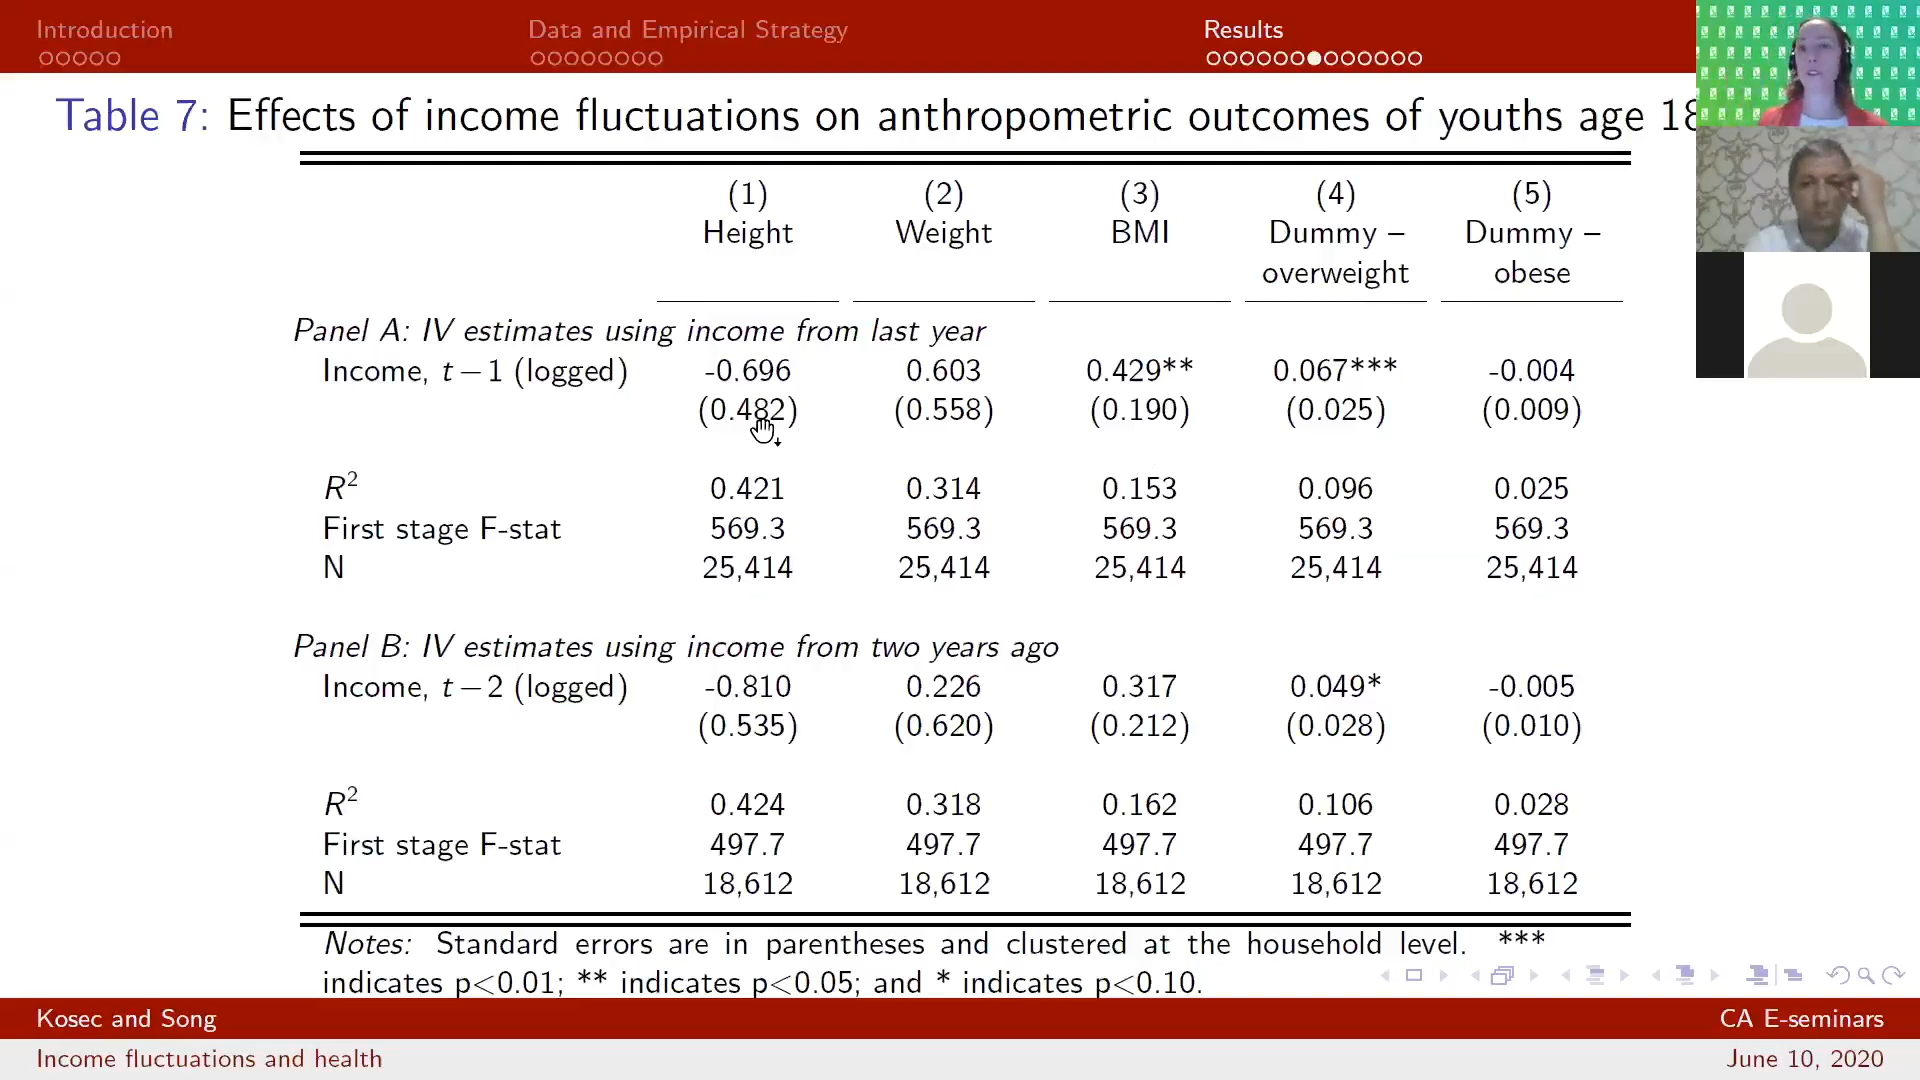 Introduction
Data and Empirical Strategy
Results
Table 7: Effects of income fluctuations on anthropometric outcomes of youths age 18
(1) (2) (3) (4) (5)
Height Weight BMI Dummy – Dummy –
overweight obese
Panel A: IV estimates using income from last year
Income, t−1 (logged) -0.696 0.603 0.429** 0.067*** -0.004
(0.482) (0.558) (0.190) (0.025) (0.009)
R² 0.421 0.314 0.153 0.096 0.025
First stage F-stat 569.3 569.3 569.3 569.3 569.3
N 25,414 25,414 25,414 25,414 25,414
Panel B: IV estimates using income from two years ago
Income, t−2 (logged) -0.810 0.226 0.317 0.049* -0.005
(0.535) (0.620) (0.212) (0.028) (0.010)
R² 0.424 0.318 0.162 0.106 0.028
First stage F-stat 497.7 497.7 497.7 497.7 497.7
N 18,612 18,612 18,612 18,612 18,612
Notes: Standard errors are in parentheses and clustered at the household level. ***
indicates p<0.01; ** indicates p<0.05; and * indicates p<0.10.
Kosec and Song CA E-seminars
Income fluctuations and health June 10, 2020